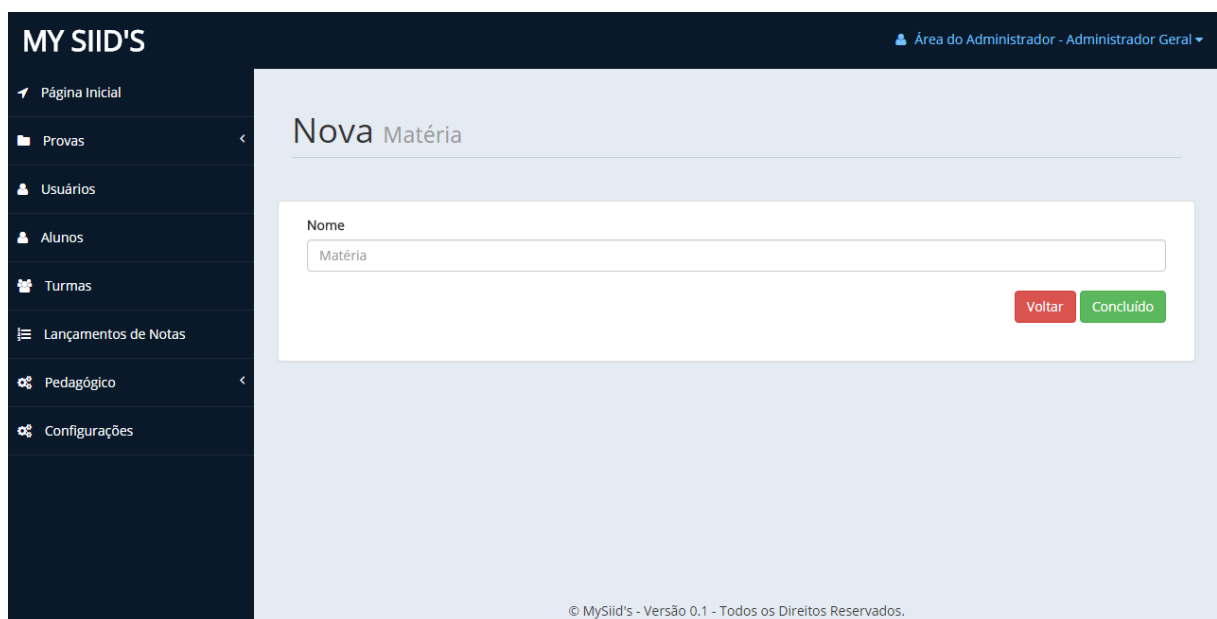 MY SIID'S
Área do Administrador - Administrador Geral
Página Inicial
Provas
Usuários
Alunos
Turmas
Lançamentos de Notas
Pedagógico
Configurações
Nova Matéria
Nome
Matéria
Voltar
Concluído
© MySiid's - Versão 0.1 - Todos os Direitos Reservados.